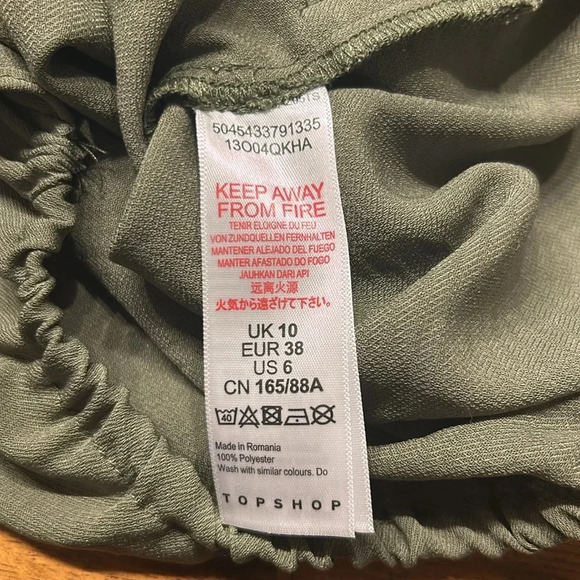 5045433791335
13O04QKHA
KEEP AWAY
FROM FIRE
TENIR ELOIGNE DU FEU
VON ZUNDQUELLEN FERNHALTEN
MANTENER ALEJADO DEL FUEGO
MANTER AFASTADO DO FOGO
JAUHKAN DARI API
远离火源
火気から遠ざけて下さい。
UK 10
EUR 38
US 6
CN 165/88A
40
Made in Romania
100% Polyester
Wash with similar colours. Do
TOPSHOP